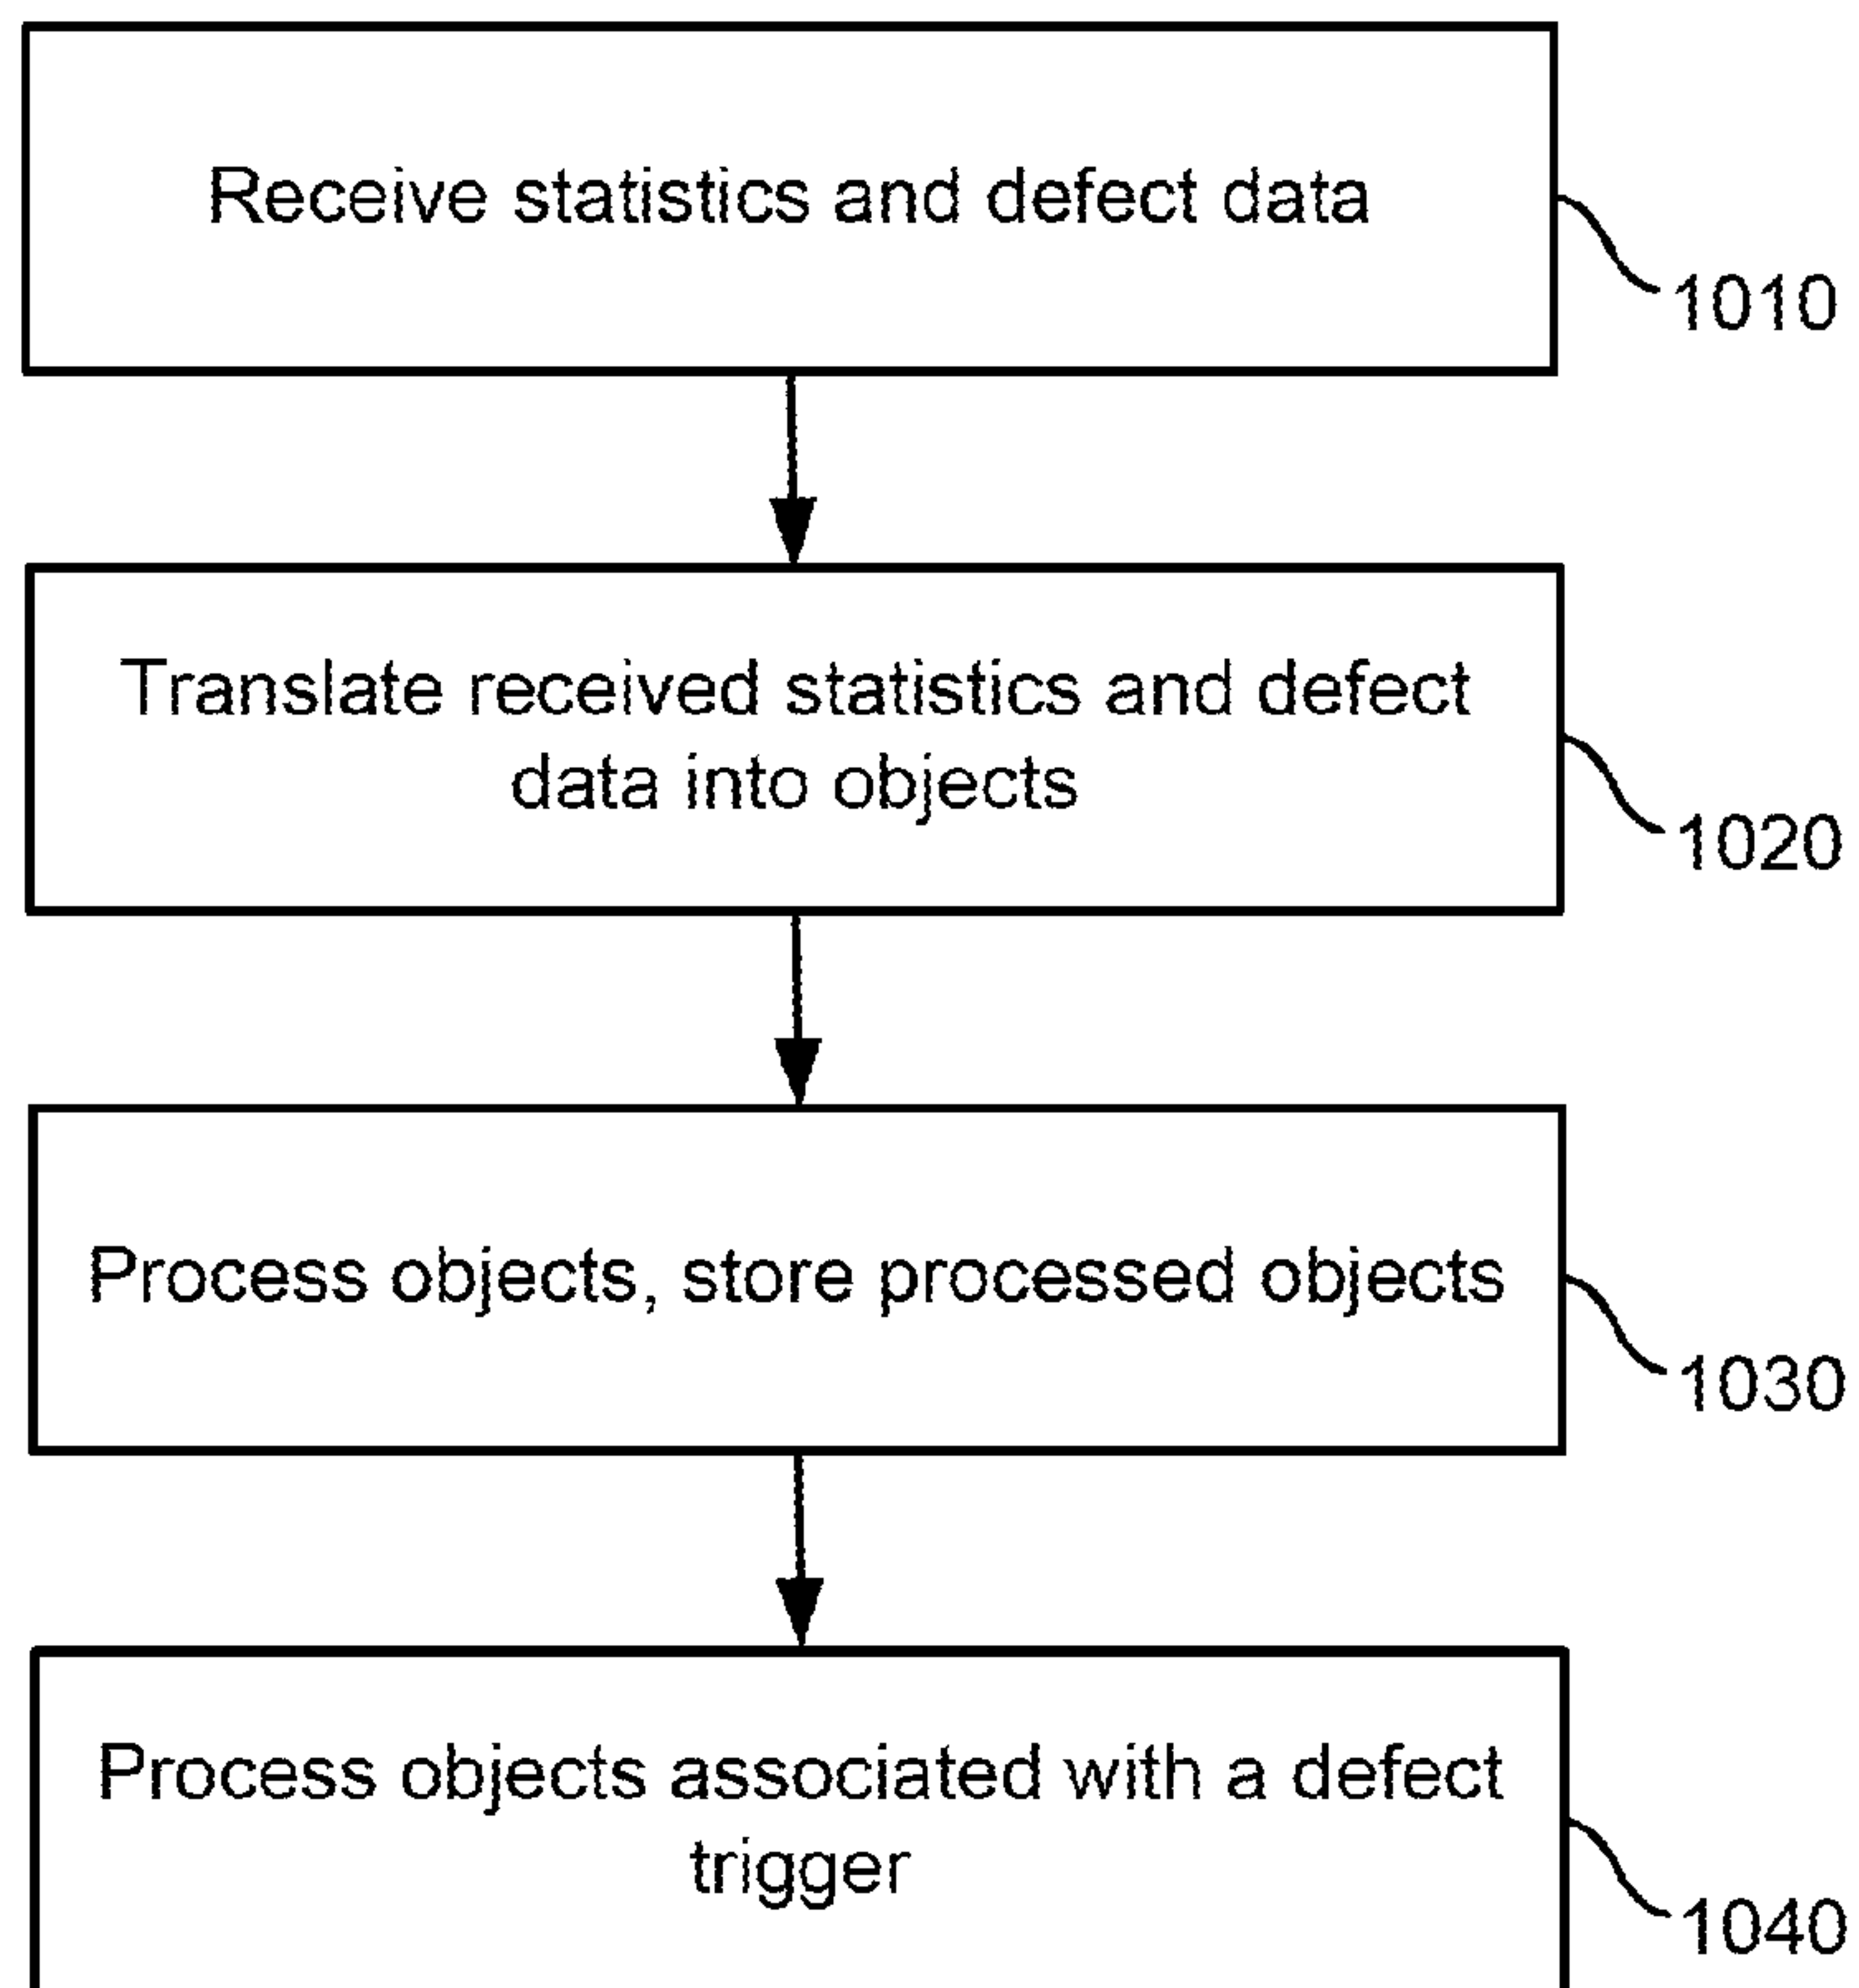 Receive statistics and defect data
1010
Translate received statistics and defect
data into objects
1020
Process objects, store processed objects
1030
Process objects associated with a defect
trigger
1040